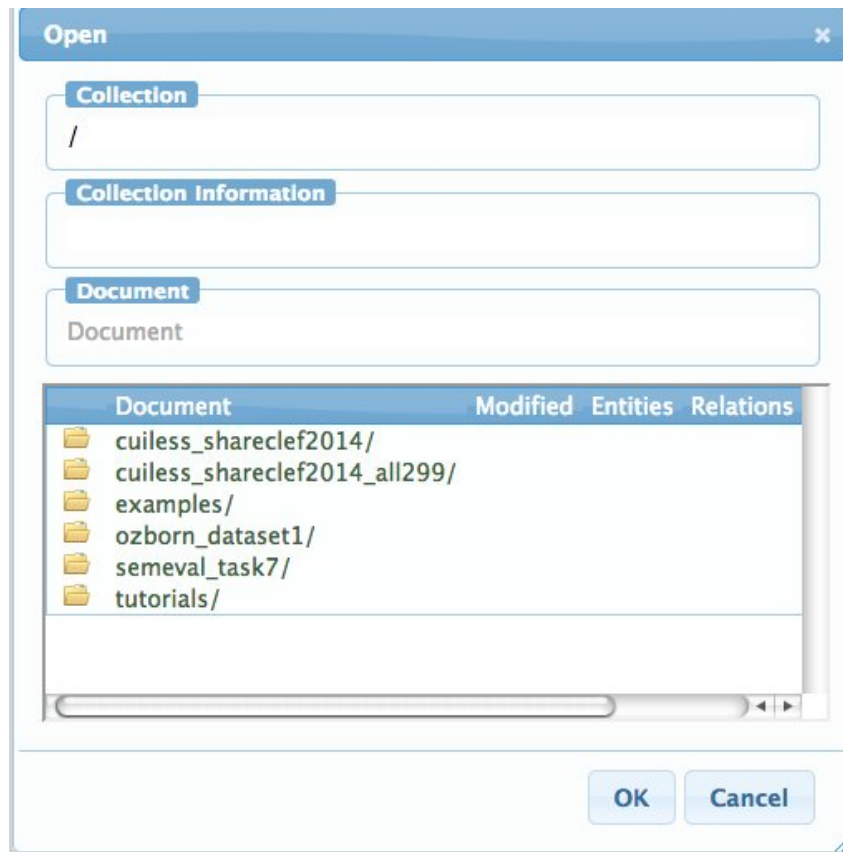 Open
Collection
/
Collection Information
Document
Document
Document Modified Entities Relations
cuiless_shareclef2014/
cuiless_shareclef2014_all299/
examples/
ozborn_dataset1/
semeval_task7/
tutorials/
OK Cancel